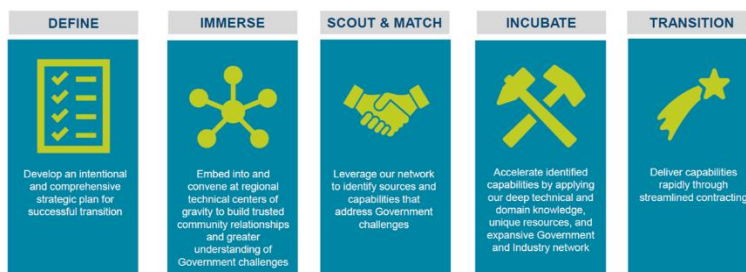 DEFINE
Develop an intentional
and comprehensive
strategic plan for
successful transition
IMMERSE
Embed into and
convene at regional
technical centers of
gravity to build trusted
community relationships
and greater
understanding of
Government challenges
SCOUT & MATCH
Leverage our network
to identify sources and
capabilities that
address Government
challenges
INCUBATE
Accelerate identified
capabilities by applying
our deep technical and
domain knowledge,
unique resources, and
expansive Government
and Industry network
TRANSITION
Deliver capabilities
rapidly through
streamlined contracting